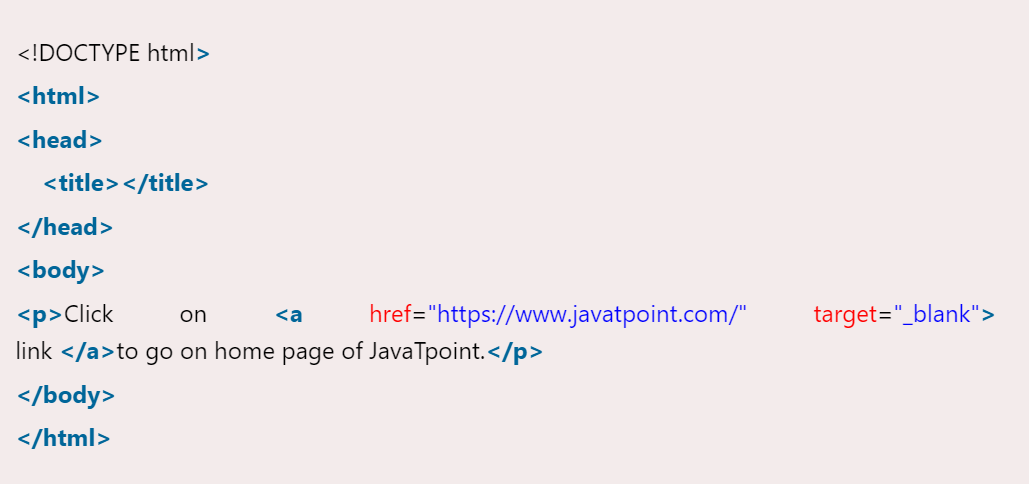 <!DOCTYPE html>
<html>
<head>
<title></title>
</head>
<body>
<p>Click on <a href="https://www.javatpoint.com/" target="_blank">
link </a>to go on home page of JavaTpoint.</p>
</body>
</html>